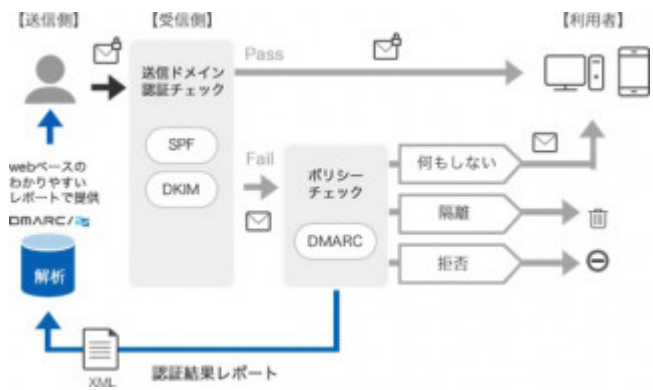 【送信側】
【受信側】
【利用者】
送信ドメイン
認証チェック
SPF
DKIM
Pass
Fail
ポリシー
チェック
DMARC
何もしない
隔離
拒否
webベースの
わかりやすい
レポートで提供
DMARC/25
解析
XML
認証結果レポート